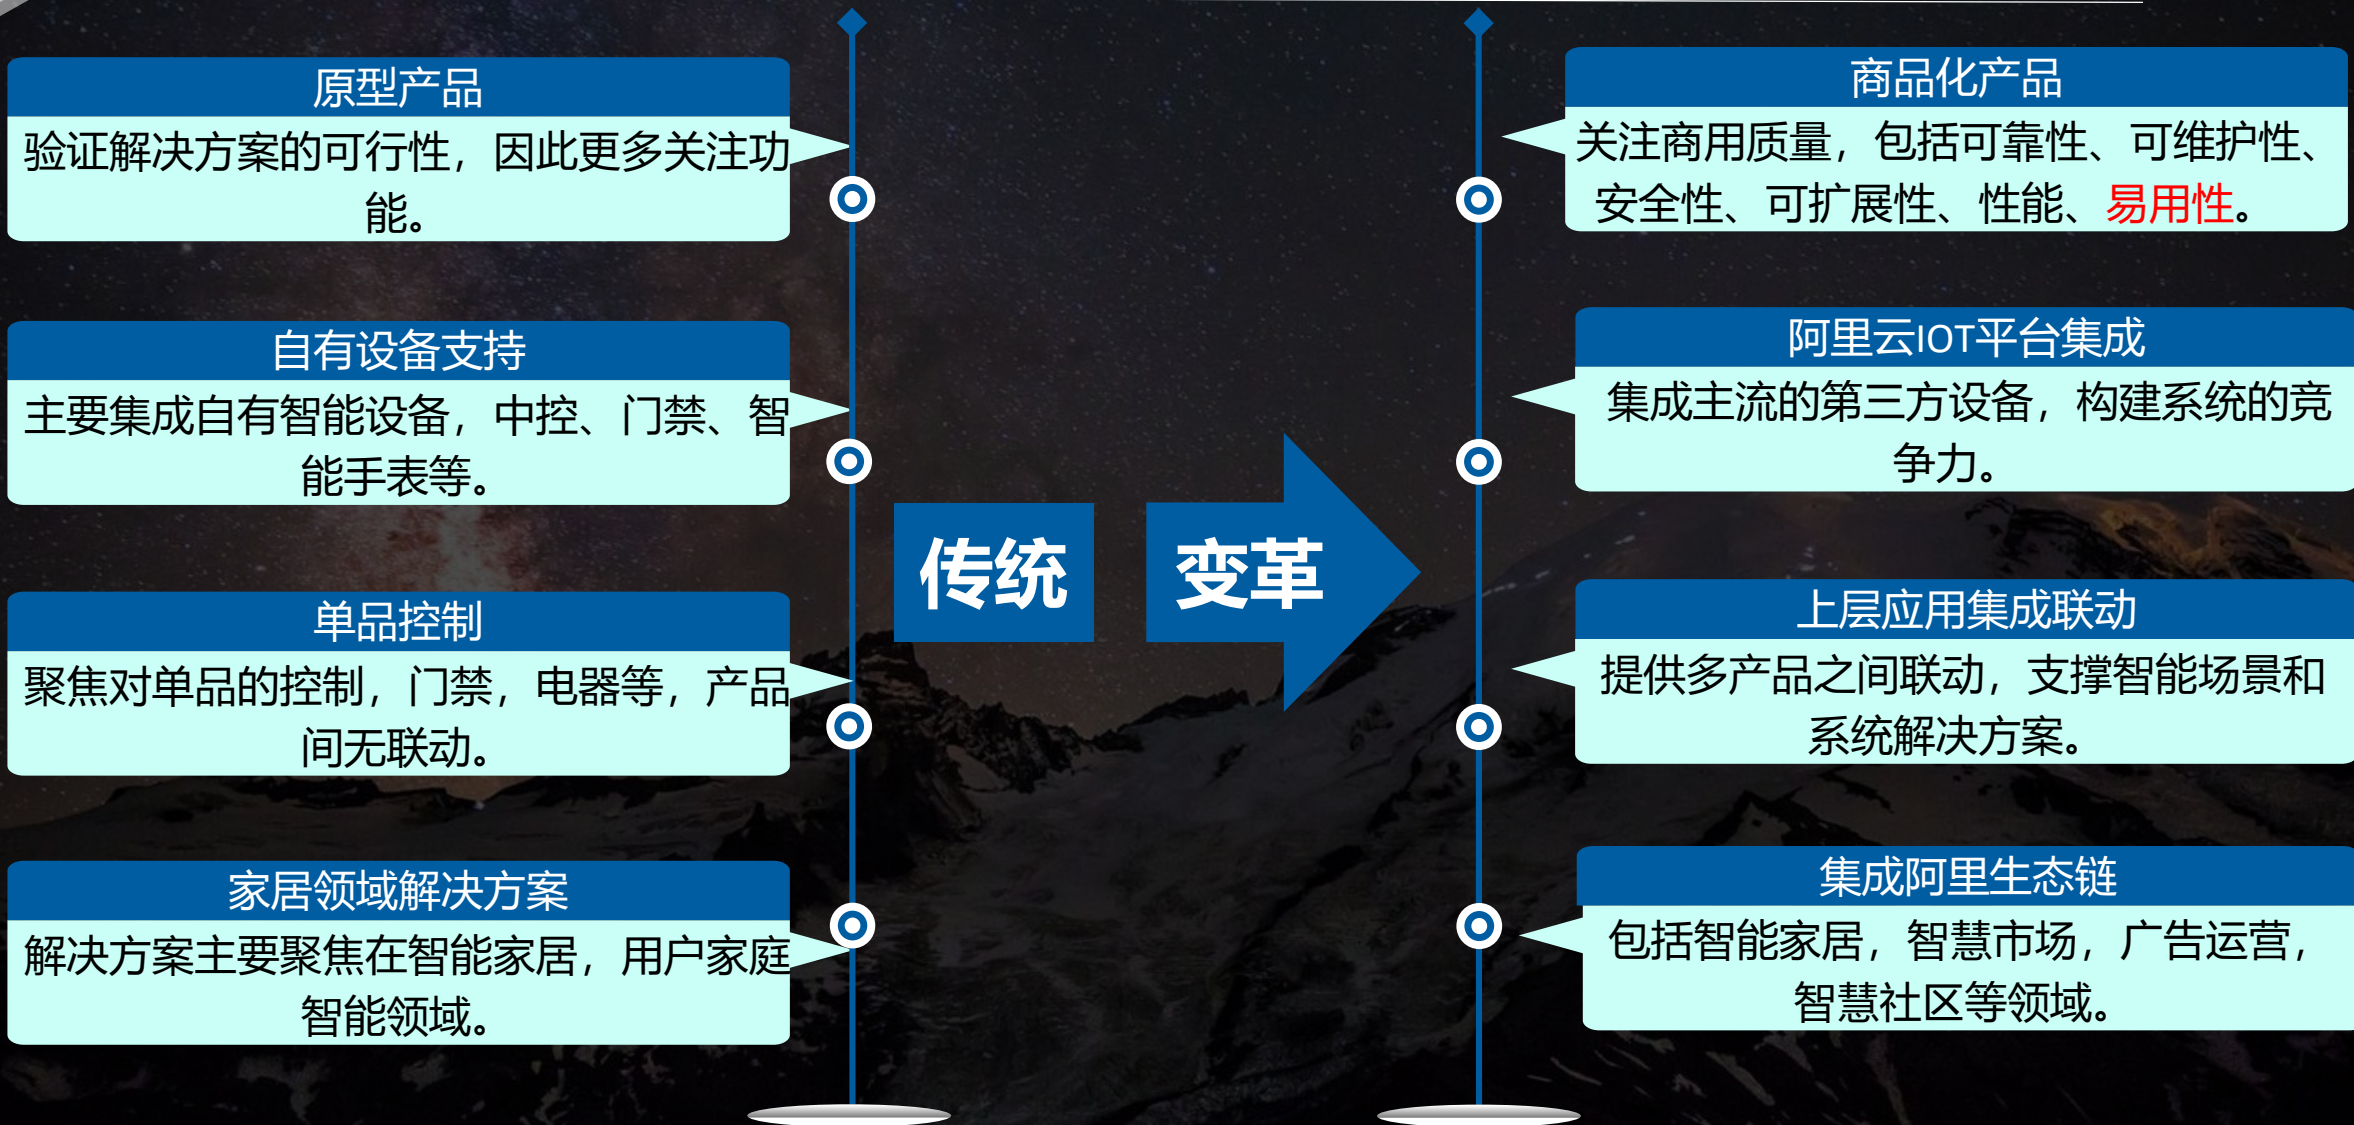 原型产品
验证解决方案的可行性，因此更多关注功
能。
自有设备支持
主要集成自有智能设备，中控、门禁、智
能手表等。
单品控制
聚焦对单品的控制，门禁，电器等，产品
间无联动。
家居领域解决方案
解决方案主要聚焦在智能家居，用户家庭
智能领域。
传统
变革
商品化产品
关注商用质量，包括可靠性、可维护性、
安全性、可扩展性、性能、易用性。
阿里云IOT平台集成
集成主流的第三方设备，构建系统的竞
争力。
上层应用集成联动
提供多产品之间联动，支撑智能场景和
系统解决方案。
集成阿里生态链
包括智能家居，智慧市场，广告运营，
智慧社区等领域。